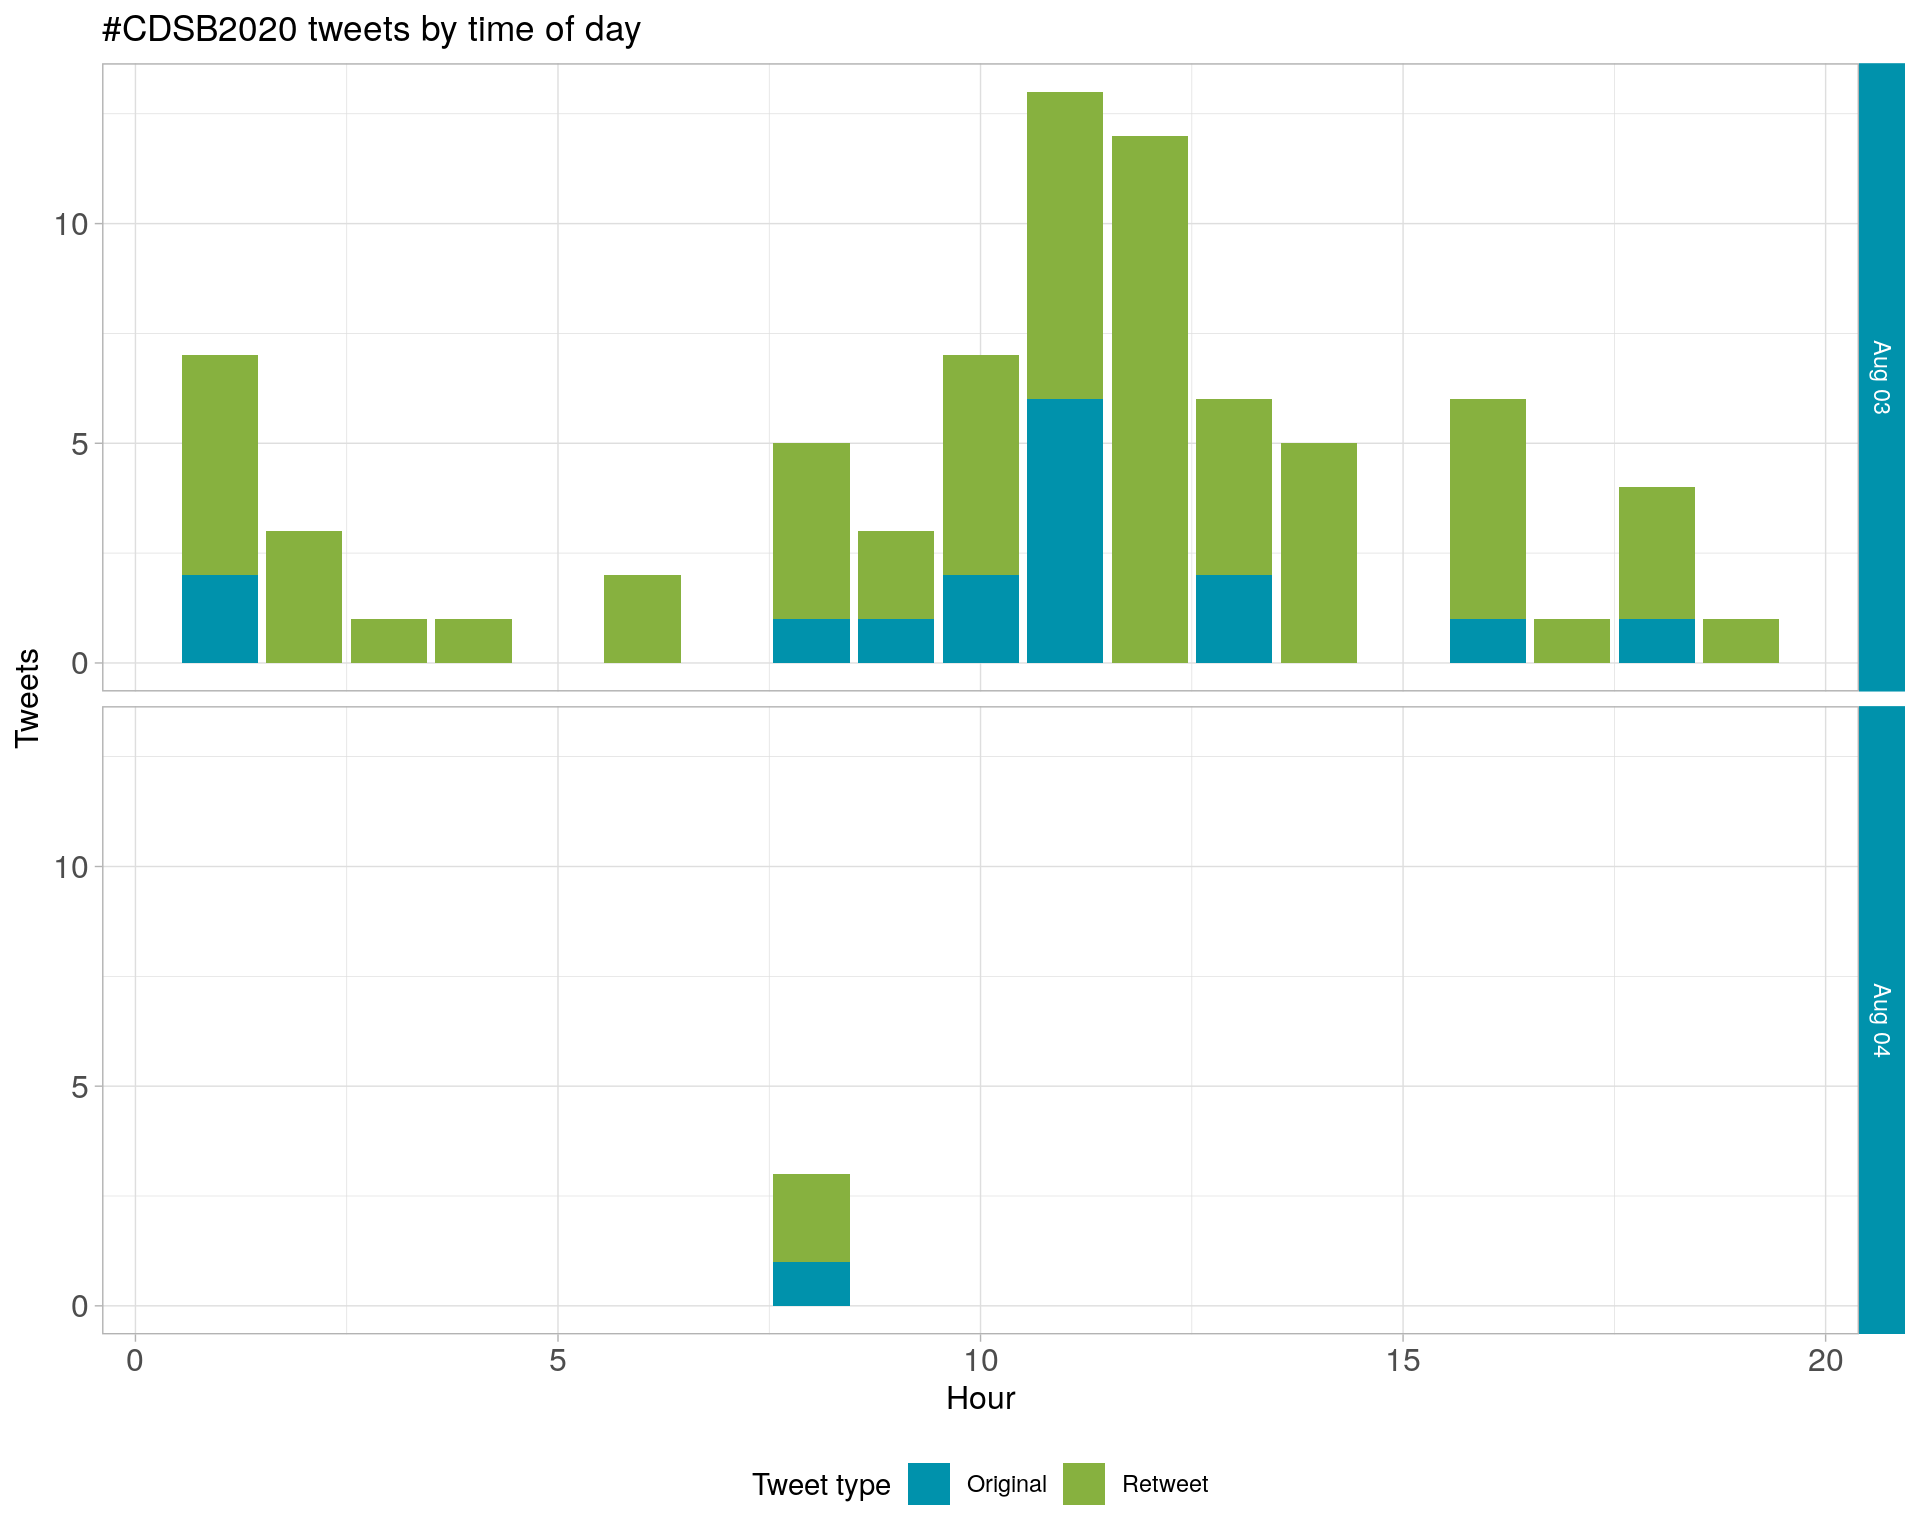 #CDSB2020 tweets by time of day
Tweets
10
5
0
Aug 03
10
5
0
Aug 04
0 5 10 15 20
Hour
Tweet type Original Retweet